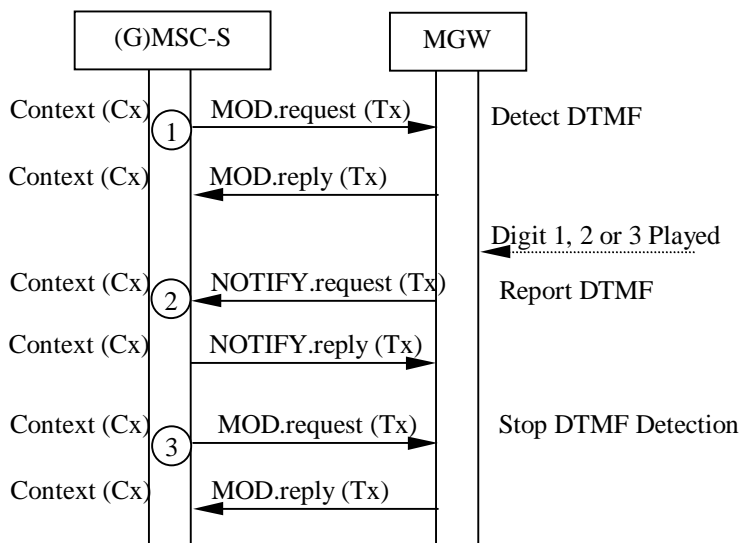 (G)MSC-S MGW
Context (Cx) 1 MOD.request (Tx) Detect DTMF
Context (Cx) MOD.reply (Tx)
Digit 1, 2 or 3 Played
Context (Cx) 2 NOTIFY.request (Tx) Report DTMF
Context (Cx) NOTIFY.reply (Tx)
Context (Cx) 3 MOD.request (Tx) Stop DTMF Detection
Context (Cx) MOD.reply (Tx)